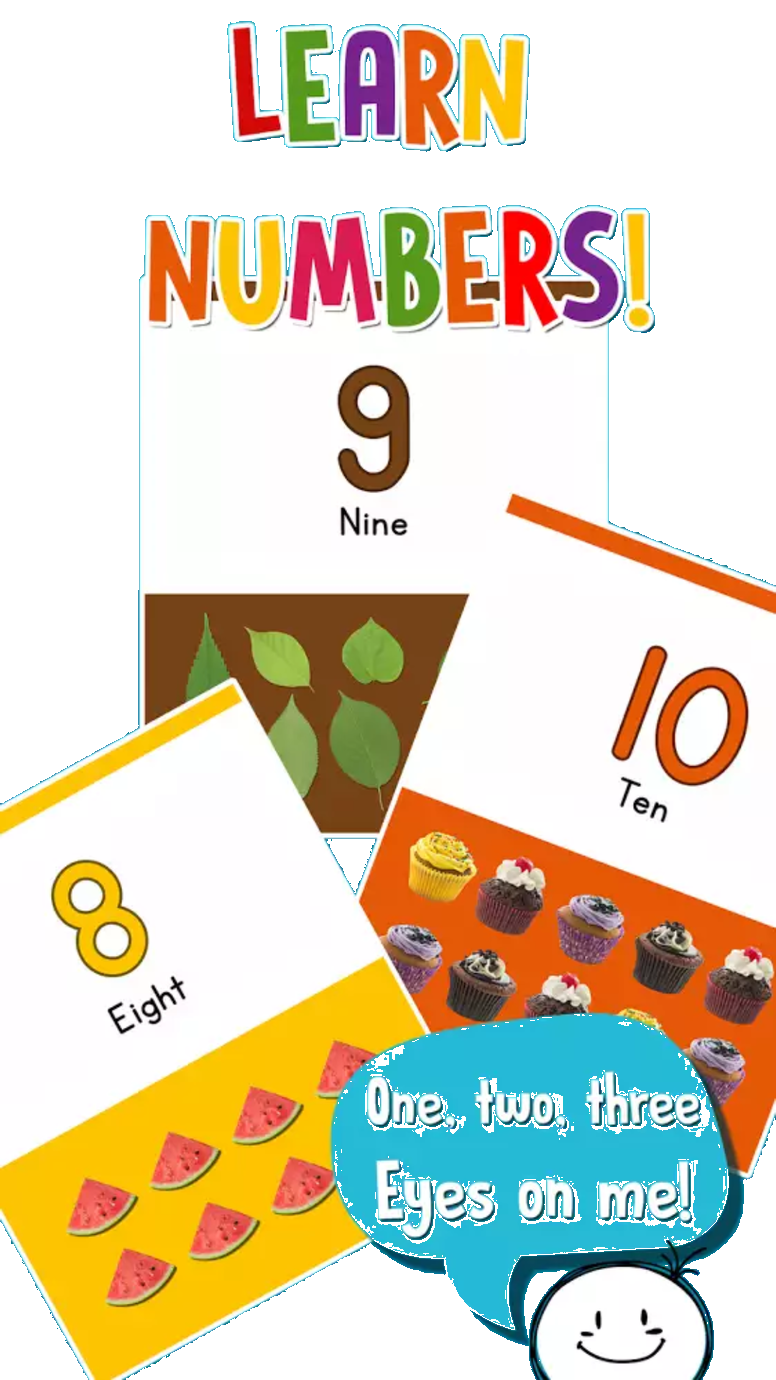 LEARN
NUMBERS!
9
Nine
10
Ten
8
Eight
One, two, three
Eyes on me!